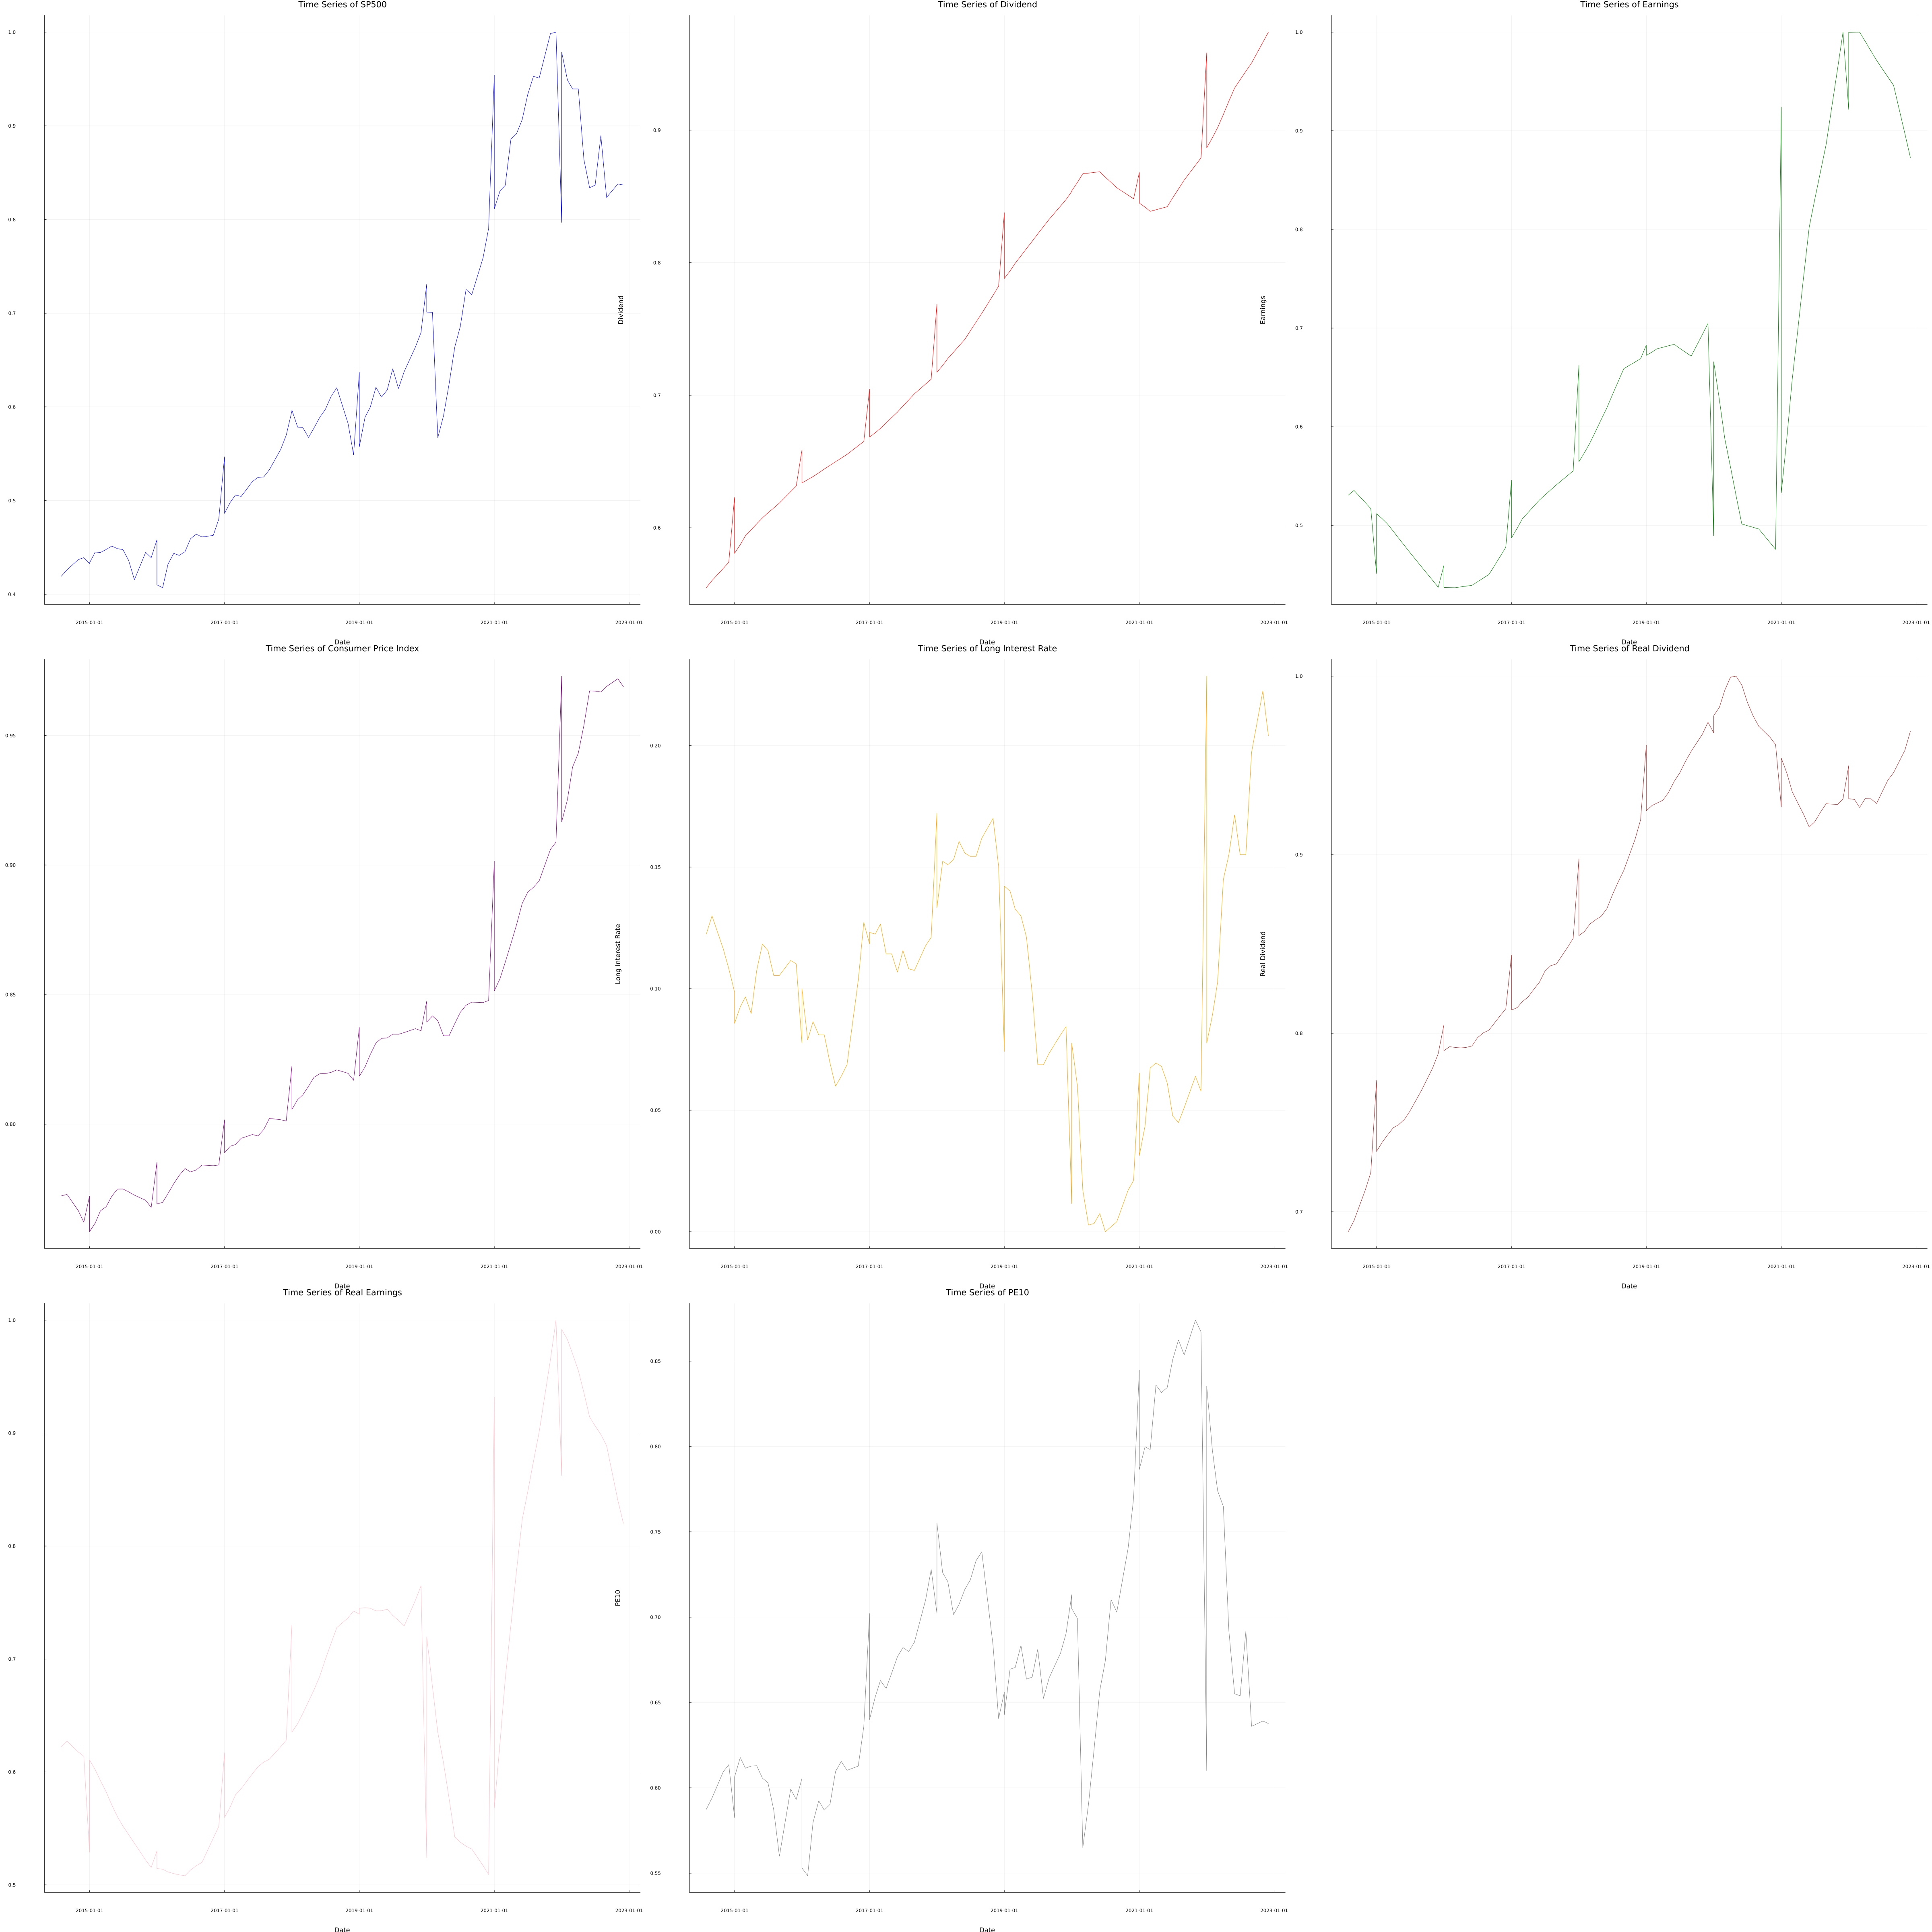 Time Series of SP500
1.0
0.9
0.8
0.7
0.6
0.5
0.4
2015-01-01 2017-01-01 2019-01-01 2021-01-01 2023-01-01
Date
Time Series of Dividend
Dividend
0.9
0.8
0.7
0.6
2015-01-01 2017-01-01 2019-01-01 2021-01-01 2023-01-01
Date
Time Series of Earnings
Earnings
1.0
0.9
0.8
0.7
0.6
0.5
2015-01-01 2017-01-01 2019-01-01 2021-01-01 2023-01-01
Date
Time Series of Consumer Price Index
0.95
0.90
0.85
0.80
2015-01-01 2017-01-01 2019-01-01 2021-01-01 2023-01-01
Date
Time Series of Long Interest Rate
Long Interest Rate
0.20
0.15
0.10
0.05
0.00
2015-01-01 2017-01-01 2019-01-01 2021-01-01 2023-01-01
Date
Time Series of Real Dividend
Real Dividend
1.0
0.9
0.8
0.7
2015-01-01 2017-01-01 2019-01-01 2021-01-01 2023-01-01
Date
Time Series of Real Earnings
1.0
0.9
0.8
0.7
0.6
0.5
2015-01-01 2017-01-01 2019-01-01 2021-01-01 2023-01-01
Date
Time Series of PE10
PE10
0.85
0.80
0.75
0.70
0.65
0.60
0.55
2015-01-01 2017-01-01 2019-01-01 2021-01-01 2023-01-01
Date